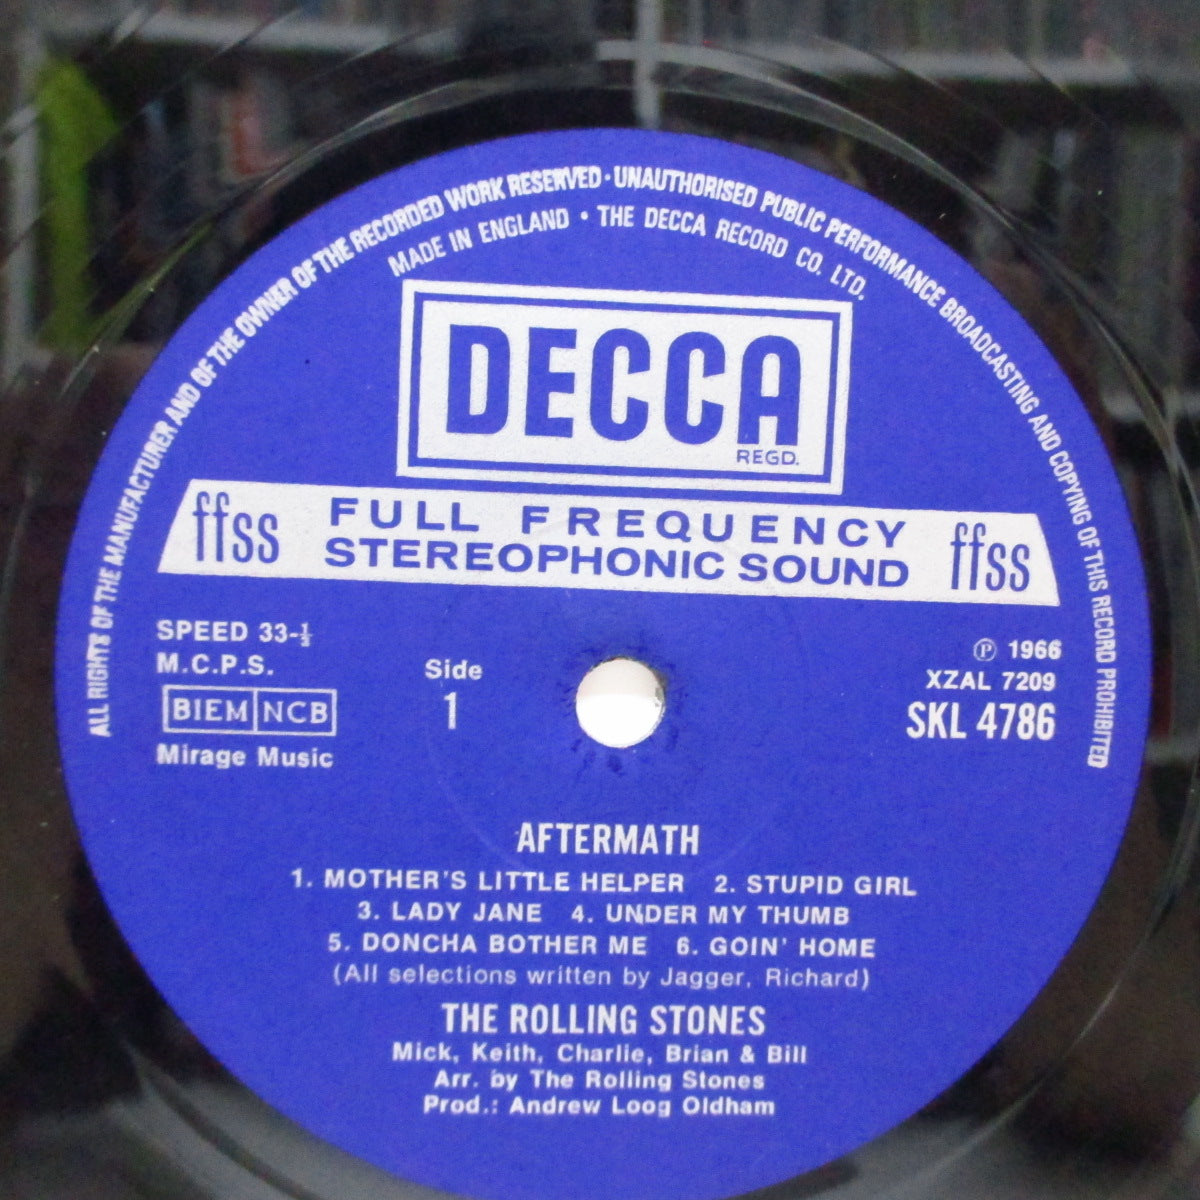 ALL RIGHTS OF THE MANUFACTURER AND OF THE OWNER OF THE RECORDED WORK RESERVED · UNAUTHORISED PUBLIC PERFORMANCE BROADCASTING AND COPYING OF THIS RECORD PROHIBITED
MADE IN ENGLAND • THE DECCA RECORD CO. LTD.
DECCA
REGD.
ffss FULL FREQUENCY ffss
STEREOPHONIC SOUND
SPEED 33-⅓
M.C.P.S.
BIEM NCB
Mirage Music
Side
1
℗ 1966
XZAL 7209
SKL 4786
AFTERMATH
1. MOTHER'S LITTLE HELPER 2. STUPID GIRL
3. LADY JANE 4. UNDER MY THUMB
5. DONCHA BOTHER ME 6. GOIN' HOME
(All selections written by Jagger, Richard)
THE ROLLING STONES
Mick, Keith, Charlie, Brian & Bill
Arr. by The Rolling Stones
Prod.: Andrew Loog Oldham